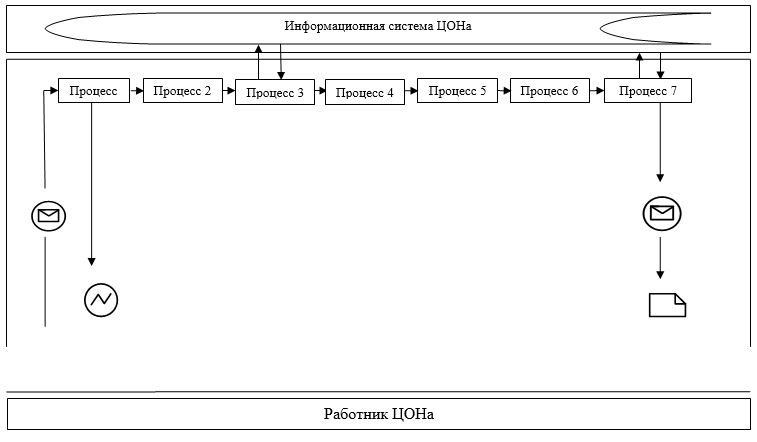 Информационная система ЦОНа
Процесс
Процесс 2
Процесс 3
Процесс 4
Процесс 5
Процесс 6
Процесс 7
Работник ЦОНа